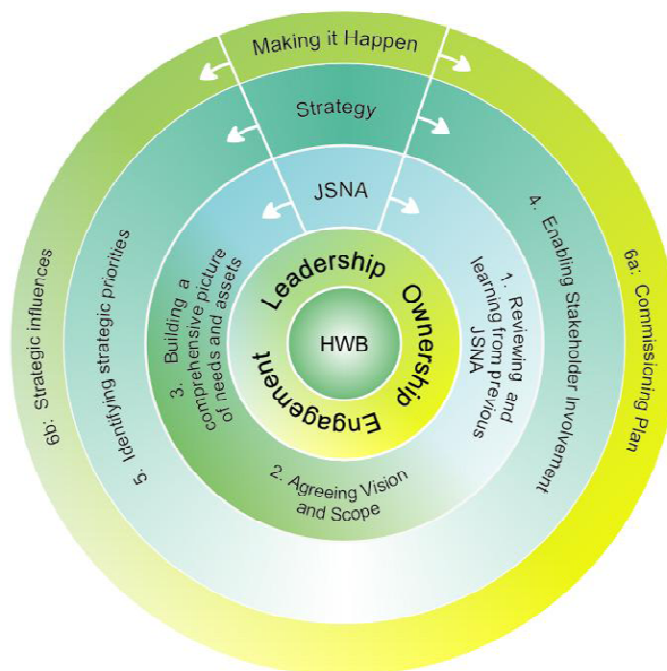 Making it Happen
Strategy
JSNA
Leadership
Ownership
Engagement
HWB
1. Reviewing and
learning from Previous
JSNA
2. Agreeing Vision
and Scope
3. Building a
comprehensive picture
of needs and assets
4. Enabling Stakeholder Involvement
5. Identifying strategic priorities
6a: Commissioning Plan
6b: Strategic influences